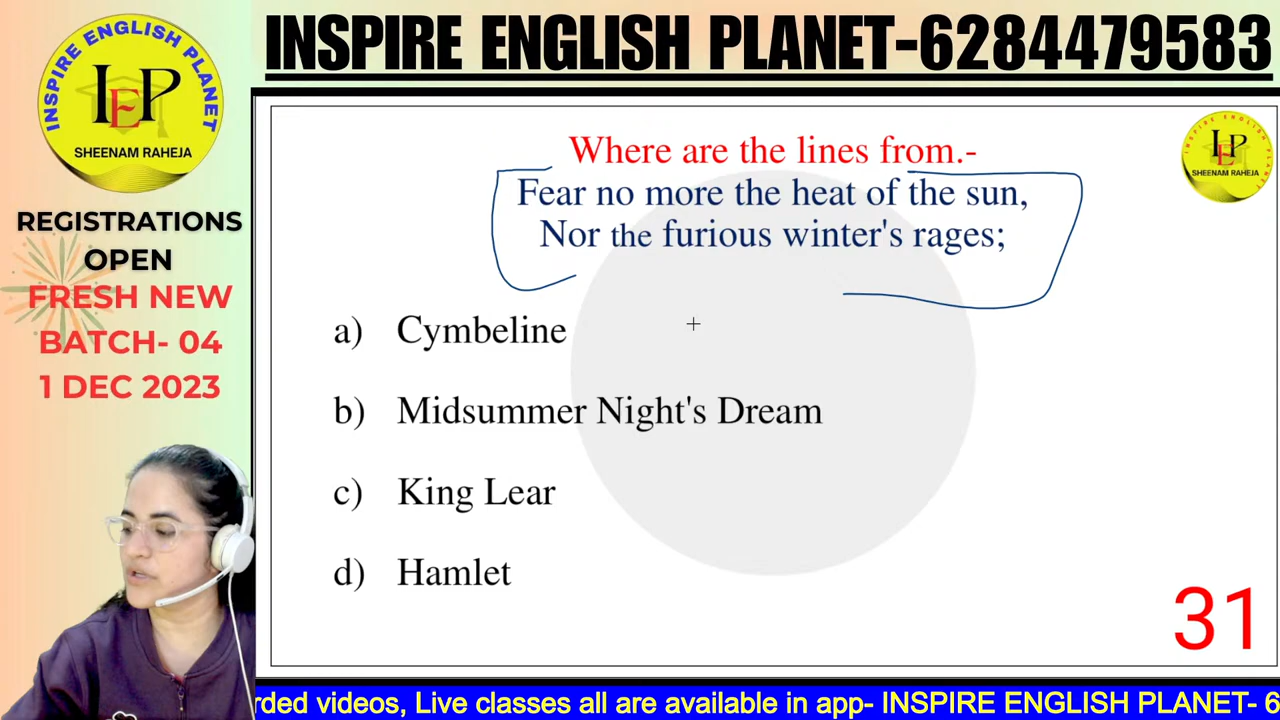 INSPIRE ENGLISH PLANET-6284479583
INSPIRE ENGLISH PLANET
IEP
SHEENAM RAHEJA
REGISTRATIONS
OPEN
FRESH NEW
BATCH- 04
1 DEC 2023
INSPIRE ENGLISH PLANET
IEP
SHEENAM RAHEJA
Where are the lines from.-
Fear no more the heat of the sun,
Nor the furious winter's rages;
a) Cymbeline
b) Midsummer Night's Dream
c) King Lear
d) Hamlet
31
rded videos, Live classes all are available in app- INSPIRE ENGLISH PLANET- 6